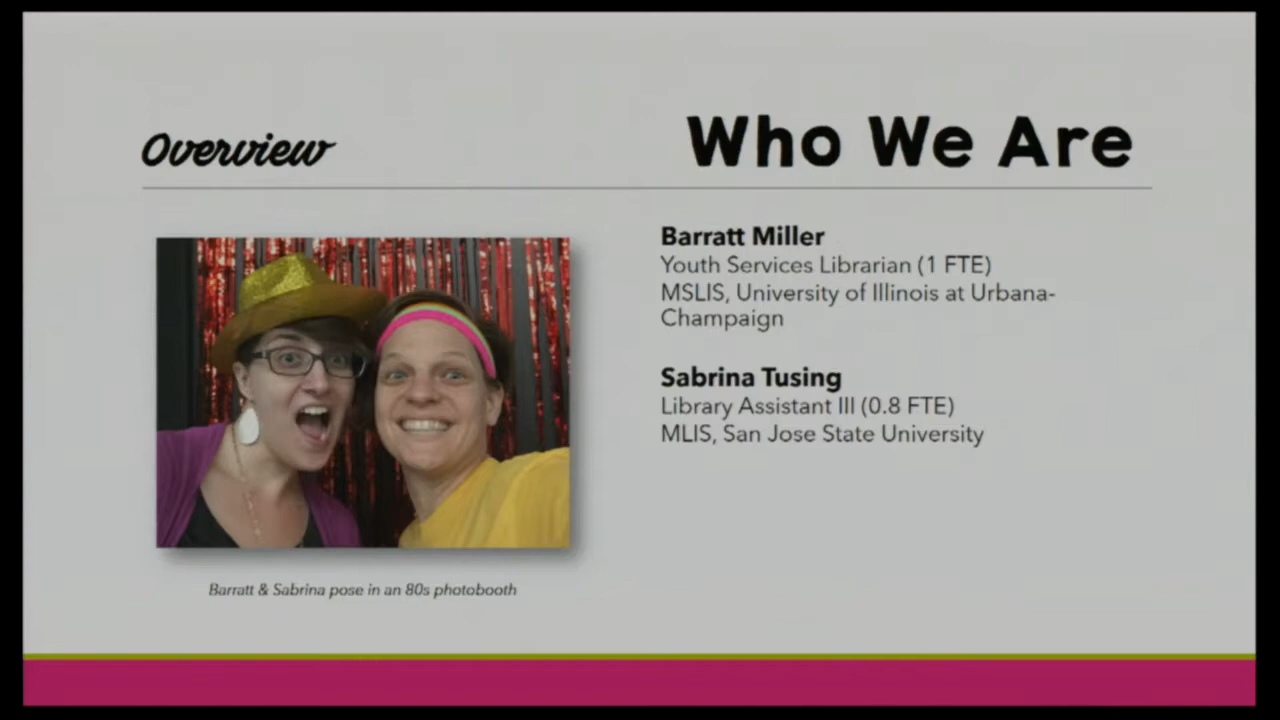 Overview
Who We Are
Barratt Miller
Youth Services Librarian (1 FTE)
MSLIS, University of Illinois at Urbana-
Champaign
Sabrina Tusing
Library Assistant III (0.8 FTE)
MLIS, San Jose State University
Barratt & Sabrina pose in an 80s photobooth